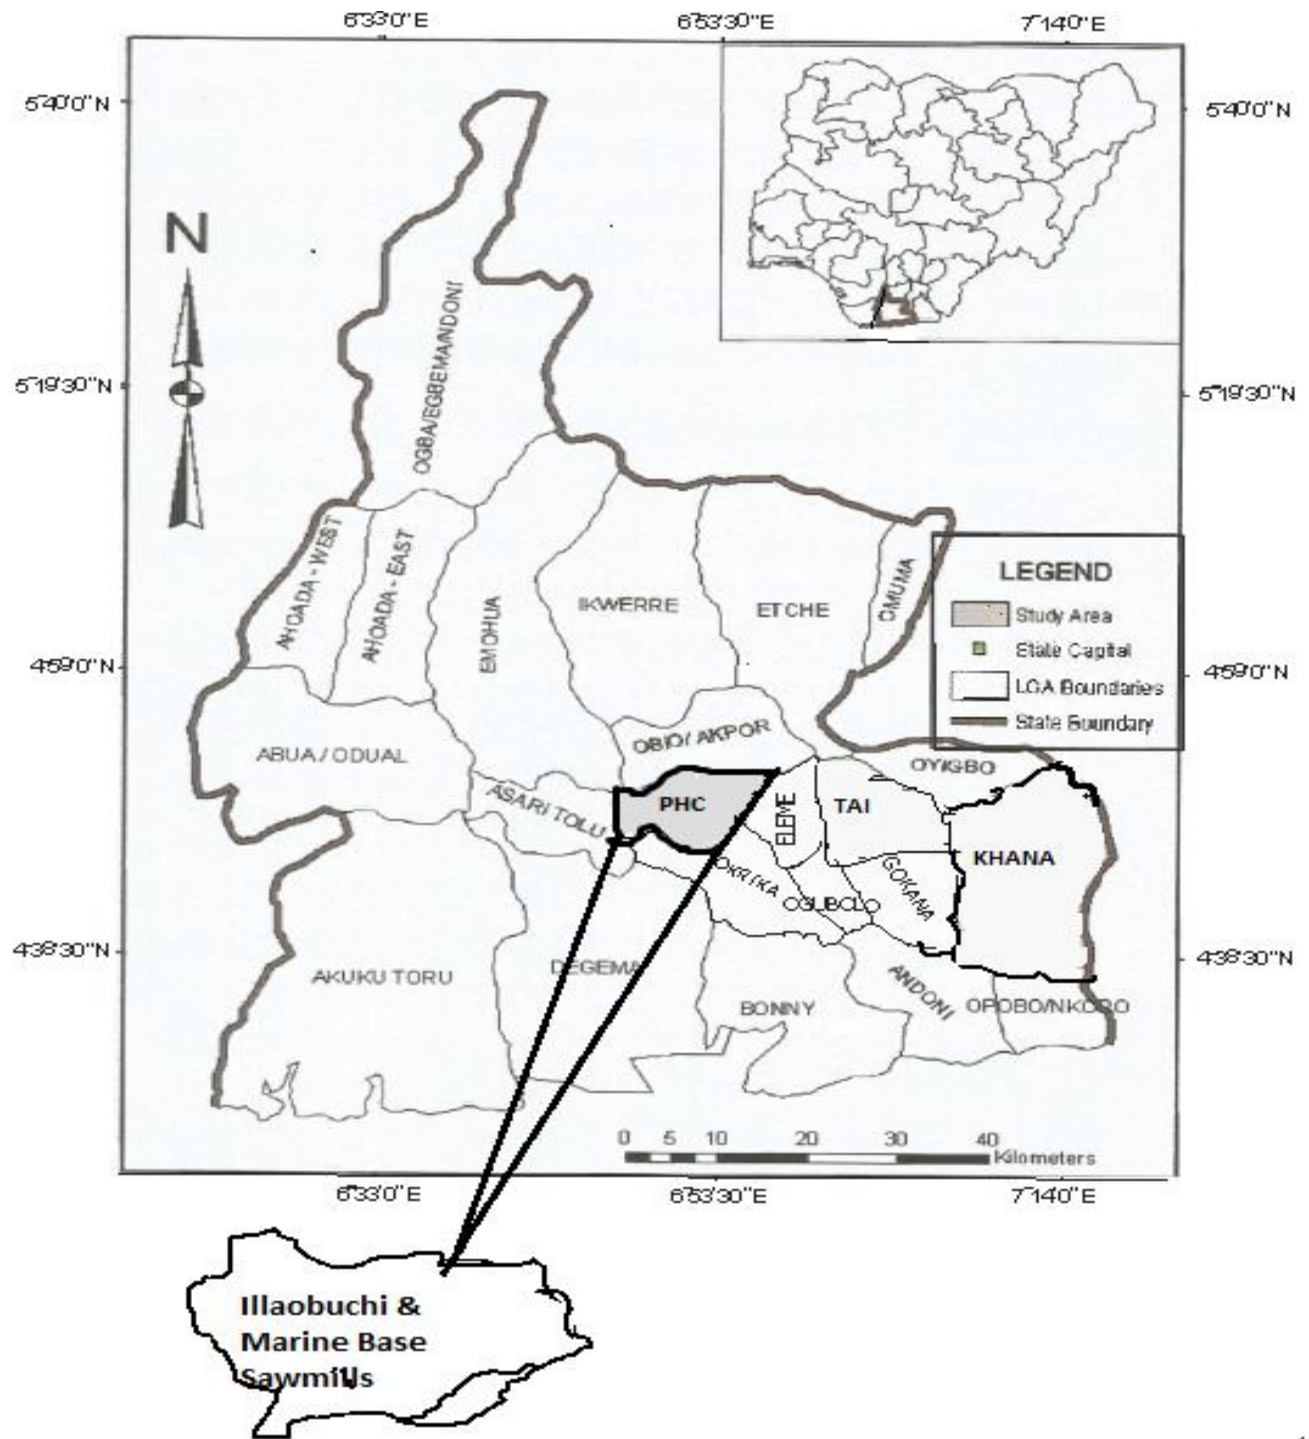 6°33'0"E 6°53'30"E 7°14'0"E
5°40'0"N 5°40'0"N
N
OGBA/EGBEMA/NDONI
5°19'30"N 5°19'30"N
AHOADA - WEST
AHOADA - EAST
EMOHUA
IKWERRE
ETCHE
OMUMA
LEGEND
Study Area
State Capital
LGA Boundaries
State Boundary
4°59'0"N 4°59'0"N
ABUA / ODUAL
OBIO / AKPOR
OYIGBO
ASARI TOLU
PHC
ELEME
TAI
KHANA
OKRIKA
OGUBOLO
GOKANA
4°38'30"N 4°38'30"N
AKUKU TORU
DEGEMA
BONNY
ANDONI
OPOBO/NKORO
0 5 10 20 30 40
Kilometers
6°33'0"E 6°53'30"E 7°14'0"E
Illaobuchi &
Marine Base
Sawmills